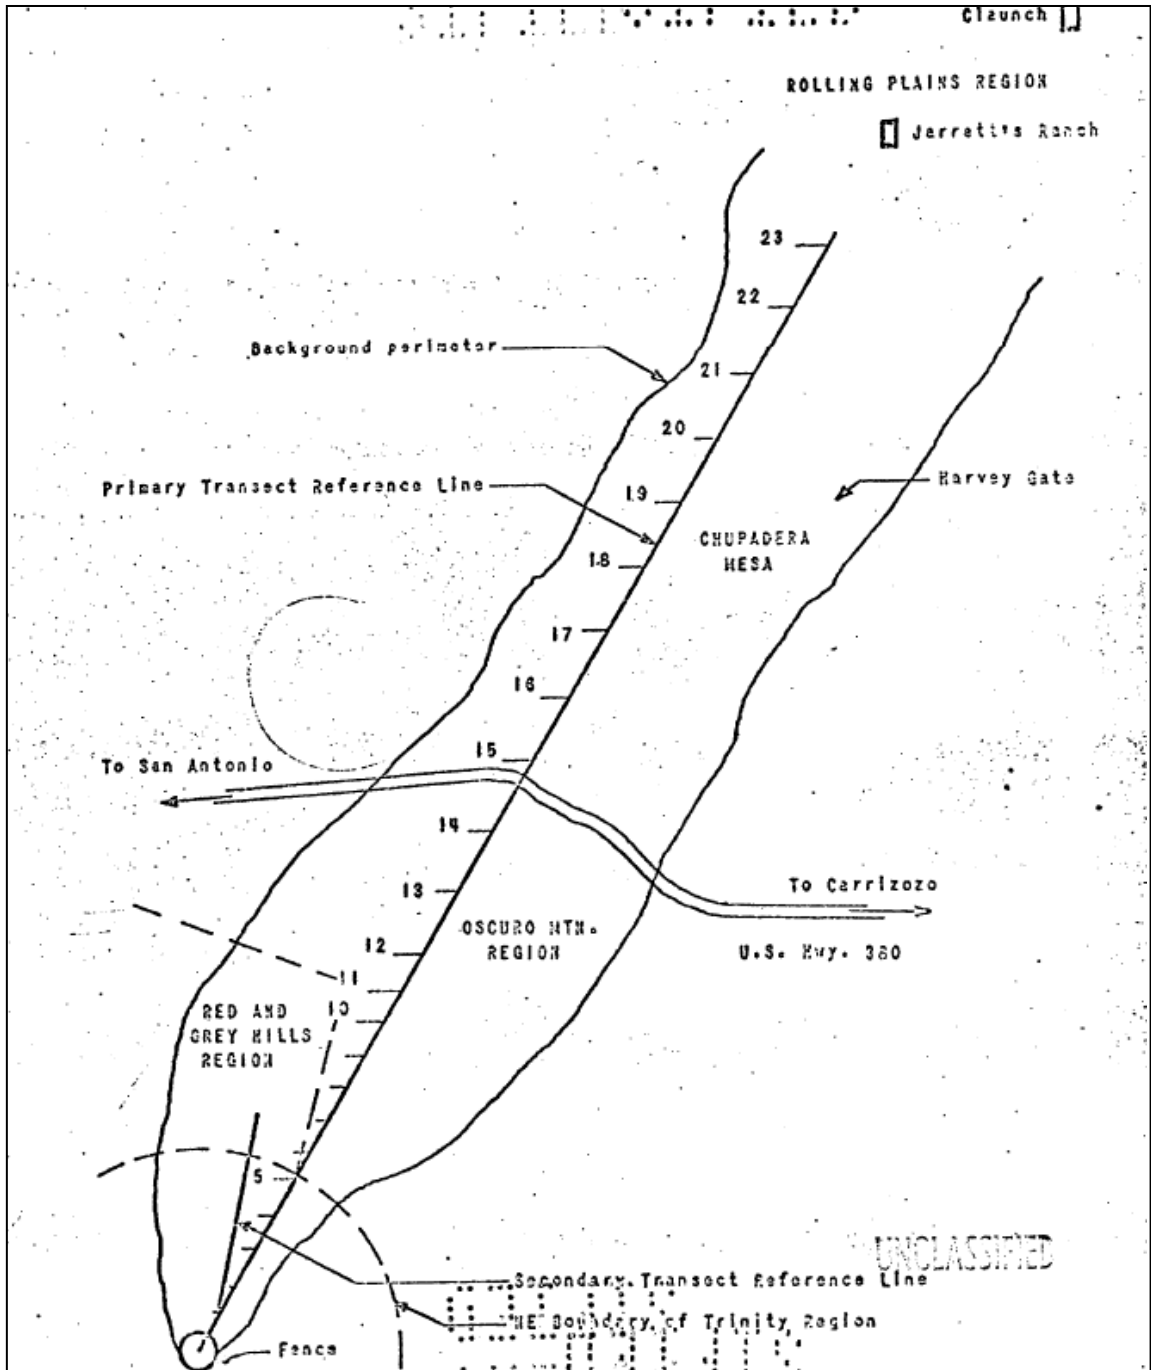 Claunch
ROLLING PLAINS REGION
Jarrett's Ranch
23
22
Background perimeter
21
20
Primary Transect Reference Line
19
Harvey Gate
CHUPADERA
MESA
18
17
16
15
To San Antonio
14
13
To Carrizozo
OSCURO MTN.
REGION
12
U.S. Hwy. 380
11
10
RED AND
GREY HILLS
REGION
5
UNCLASSIFIED
Secondary Transect Reference Line
NE Boundary of Trinity Region
Fence